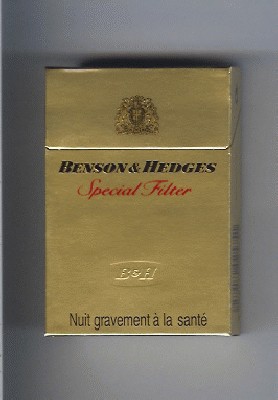 BENSON & HEDGES
Special Filter
B&H
Nuit gravement à la santé